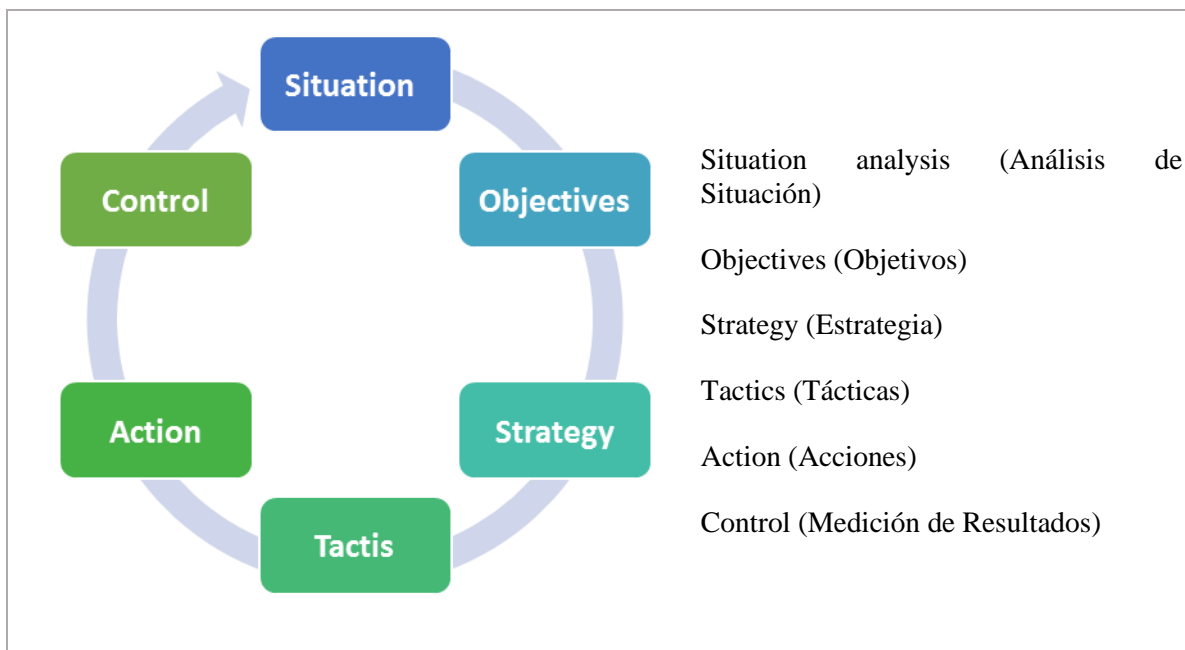 Situation
Objectives
Strategy
Tactis
Action
Control
Situation analysis (Análisis de
Situación)
Objectives (Objetivos)
Strategy (Estrategia)
Tactics (Tácticas)
Action (Acciones)
Control (Medición de Resultados)